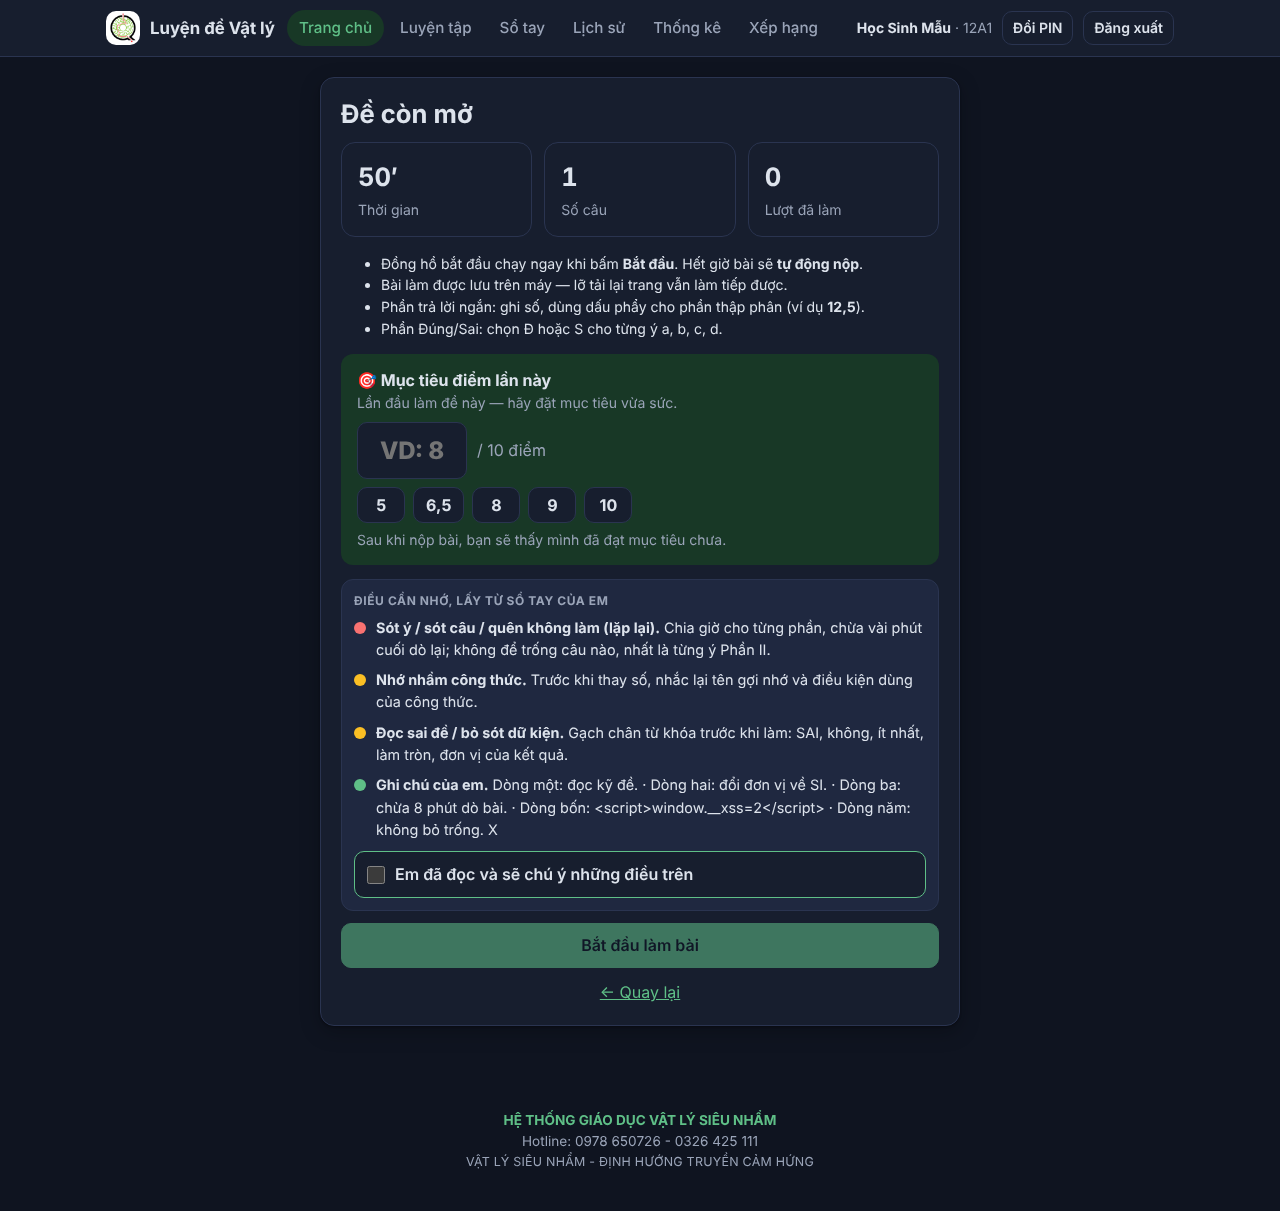 Luyện đề Vật lý
Trang chủ
Luyện tập
Sổ tay
Lịch sử
Thống kê
Xếp hạng
Học Sinh Mẫu · 12A1
Đổi PIN
Đăng xuất
Đề còn mở
50′
Thời gian
1
Số câu
0
Lượt đã làm
• Đồng hồ bắt đầu chạy ngay khi bấm Bắt đầu. Hết giờ bài sẽ tự động nộp.
• Bài làm được lưu trên máy — lỡ tải lại trang vẫn làm tiếp được.
• Phần trả lời ngắn: ghi số, dùng dấu phẩy cho phần thập phân (ví dụ 12,5).
• Phần Đúng/Sai: chọn Đ hoặc S cho từng ý a, b, c, d.
🎯 Mục tiêu điểm lần này
Lần đầu làm đề này — hãy đặt mục tiêu vừa sức.
VD: 8
/ 10 điểm
5
6,5
8
9
10
Sau khi nộp bài, bạn sẽ thấy mình đã đạt mục tiêu chưa.
ĐIỀU CẦN NHỚ, LẤY TỪ SỔ TAY CỦA EM
Sót ý / sót câu / quên không làm (lặp lại). Chia giờ cho từng phần, chừa vài phút
cuối dò lại; không để trống câu nào, nhất là từng ý Phần II.
Nhớ nhầm công thức. Trước khi thay số, nhắc lại tên gợi nhớ và điều kiện dùng
của công thức.
Đọc sai đề / bỏ sót dữ kiện. Gạch chân từ khóa trước khi làm: SAI, không, ít nhất,
làm tròn, đơn vị của kết quả.
Ghi chú của em. Dòng một: đọc kỹ đề. · Dòng hai: đổi đơn vị về SI. · Dòng ba:
chừa 8 phút dò bài. · Dòng bốn: <script>window.__xss=2</script> · Dòng năm:
không bỏ trống. X
Em đã đọc và sẽ chú ý những điều trên
Bắt đầu làm bài
← Quay lại
HỆ THỐNG GIÁO DỤC VẬT LÝ SIÊU NHẨM
Hotline: 0978 650726 - 0326 425 111
VẬT LÝ SIÊU NHẨM - ĐỊNH HƯỚNG TRUYỀN CẢM HỨNG